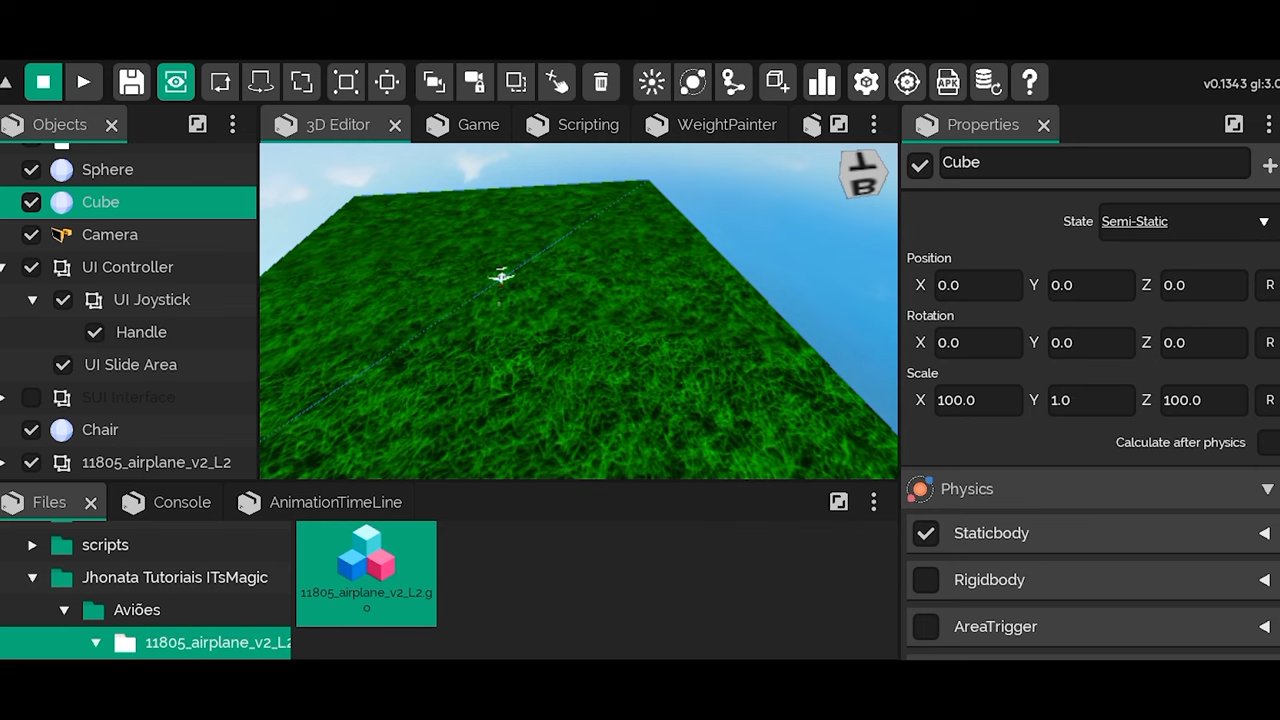 v0.1343 gl:3.0
Objects
3D Editor
Game
Scripting
WeightPainter
Properties
Sphere
Cube
Camera
UI Controller
UI Joystick
Handle
UI Slide Area
SUI Interface
Chair
11805_airplane_v2_L2
T
B
Cube
State
Semi-Static
Position
X 0.0 Y 0.0 Z 0.0 R
Rotation
X 0.0 Y 0.0 Z 0.0 R
Scale
X 100.0 Y 1.0 Z 100.0 R
Calculate after physics
Physics
Staticbody
Rigidbody
AreaTrigger
Files
Console
AnimationTimeLine
scripts
Jhonata Tutoriais ITsMagic
Aviões
11805_airplane_v2_L2
11805_airplane_v2_L2.g
o
APK